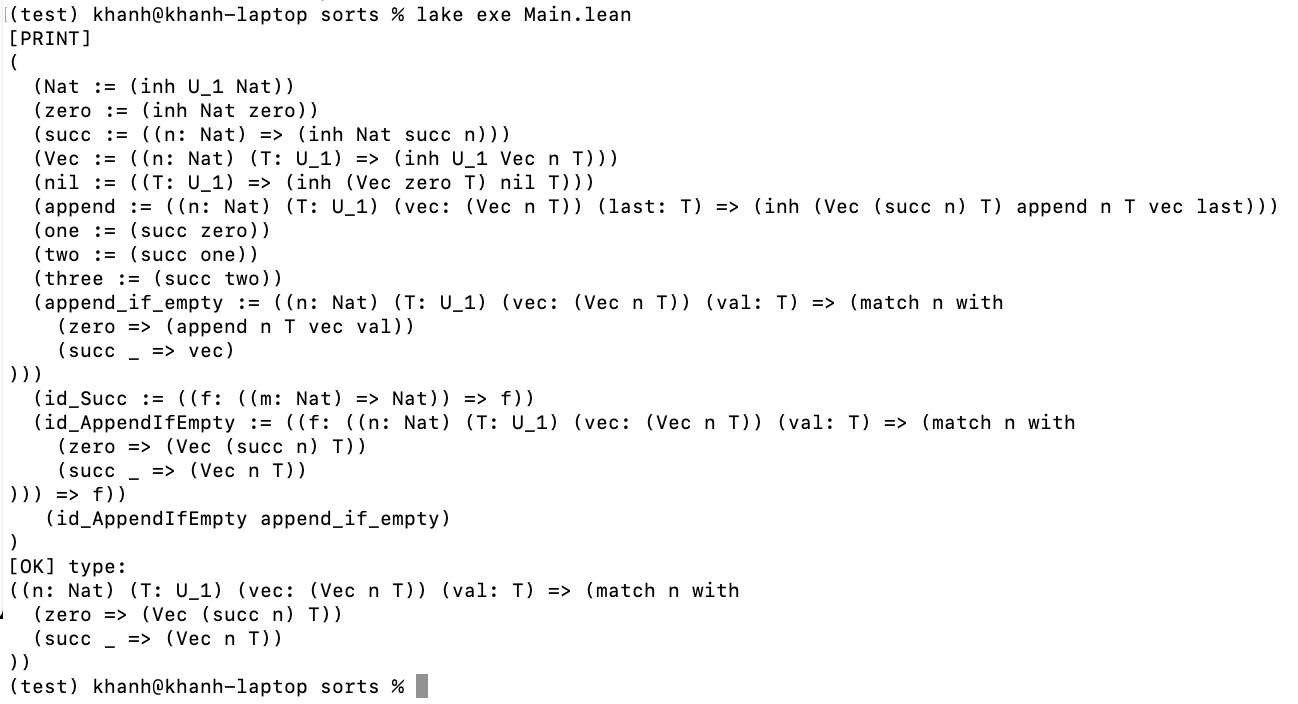 (test) khanh@khanh-laptop sorts % lake exe Main.lean
[PRINT]
(
  (Nat := (inh U_1 Nat))
  (zero := (inh Nat zero))
  (succ := ((n: Nat) => (inh Nat succ n)))
  (Vec := ((n: Nat) (T: U_1) => (inh U_1 Vec n T)))
  (nil := ((T: U_1) => (inh (Vec zero T) nil T)))
  (append := ((n: Nat) (T: U_1) (vec: (Vec n T)) (last: T) => (inh (Vec (succ n) T) append n T vec last)))
  (one := (succ zero))
  (two := (succ one))
  (three := (succ two))
  (append_if_empty := ((n: Nat) (T: U_1) (vec: (Vec n T)) (val: T) => (match n with
    (zero => (append n T vec val))
    (succ _ => vec)
)))
  (id_Succ := ((f: ((m: Nat) => Nat)) => f))
  (id_AppendIfEmpty := ((f: ((n: Nat) (T: U_1) (vec: (Vec n T)) (val: T) => (match n with
    (zero => (Vec (succ n) T))
    (succ _ => (Vec n T))
))) => f))
   (id_AppendIfEmpty append_if_empty)
)
[OK] type:
((n: Nat) (T: U_1) (vec: (Vec n T)) (val: T) => (match n with
  (zero => (Vec (succ n) T))
  (succ _ => (Vec n T))
))
(test) khanh@khanh-laptop sorts %